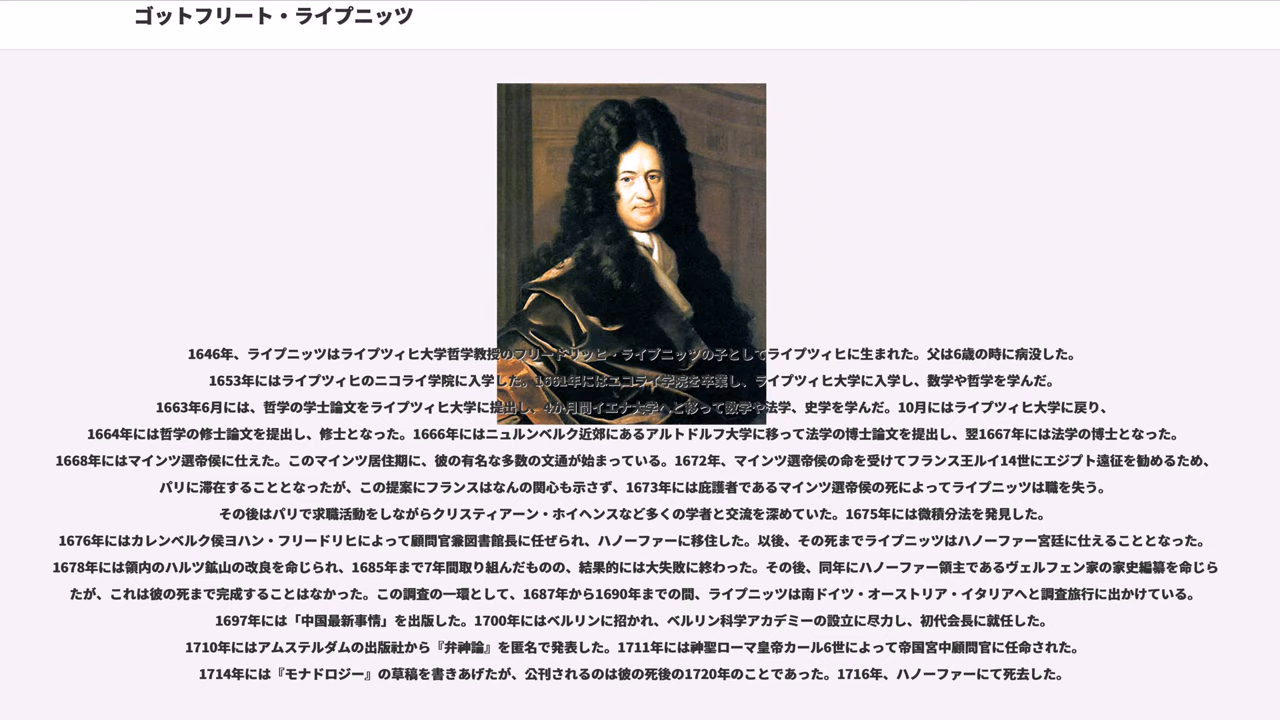 ゴットフリート・ライプニッツ
1646年、ライプニッツはライプツィヒ大学哲学教授のフリードリッヒ・ライプニッツの子としてライプツィヒに生まれた。父は6歳の時に病没した。
1653年にはライプツィヒのニコライ学院に入学した。1661年にはニコライ学院を卒業し、ライプツィヒ大学に入学し、数学や哲学を学んだ。
1663年6月には、哲学の学士論文をライプツィヒ大学に提出し、4か月間イエナ大学へと移って数学や法学、史学を学んだ。10月にはライプツィヒ大学に戻り、
1664年には哲学の修士論文を提出し、修士となった。1666年にはニュルンベルク近郊にあるアルトドルフ大学に移って法学の博士論文を提出し、翌1667年には法学の博士となった。
1668年にはマインツ選帝侯に仕えた。このマインツ居住期に、彼の有名な多数の文通が始まっている。1672年、マインツ選帝侯の命を受けてフランス王ルイ14世にエジプト遠征を勧めるため、
パリに滞在することとなったが、この提案にフランスはなんの関心も示さず、1673年には庇護者であるマインツ選帝侯の死によってライプニッツは職を失う。
その後はパリで求職活動をしながらクリスティアーン・ホイヘンスなど多くの学者と交流を深めていた。1675年には微積分法を発見した。
1676年にはカレンベルク侯ヨハン・フリードリヒによって顧問官兼図書館長に任ぜられ、ハノーファーに移住した。以後、その死までライプニッツはハノーファー宮廷に仕えることとなった。
1678年には領内のハルツ鉱山の改良を命じられ、1685年まで7年間取り組んだものの、結果的には大失敗に終わった。その後、同年にハノーファー領主であるヴェルフェン家の家史編纂を命じら
たが、これは彼の死まで完成することはなかった。この調査の一環として、1687年から1690年までの間、ライプニッツは南ドイツ・オーストリア・イタリアへと調査旅行に出かけている。
1697年には「中国最新事情」を出版した。1700年にはベルリンに招かれ、ベルリン科学アカデミーの設立に尽力し、初代会長に就任した。
1710年にはアムステルダムの出版社から『弁神論』を匿名で発表した。1711年には神聖ローマ皇帝カール6世によって帝国宮中顧問官に任命された。
1714年には『モナドロジー』の草稿を書きあげたが、公刊されるのは彼の死後の1720年のことであった。1716年、ハノーファーにて死去した。